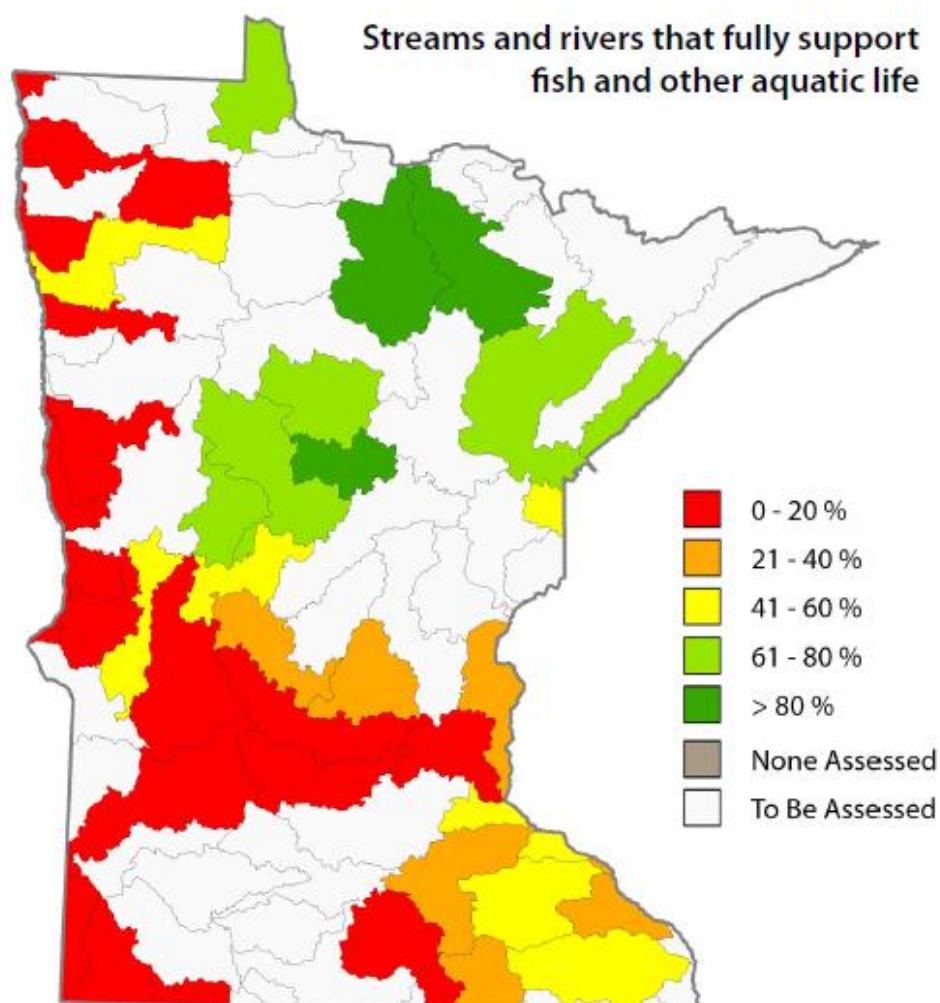 Streams and rivers that fully support
fish and other aquatic life
0 - 20 %
21 - 40 %
41 - 60 %
61 - 80 %
> 80 %
None Assessed
To Be Assessed